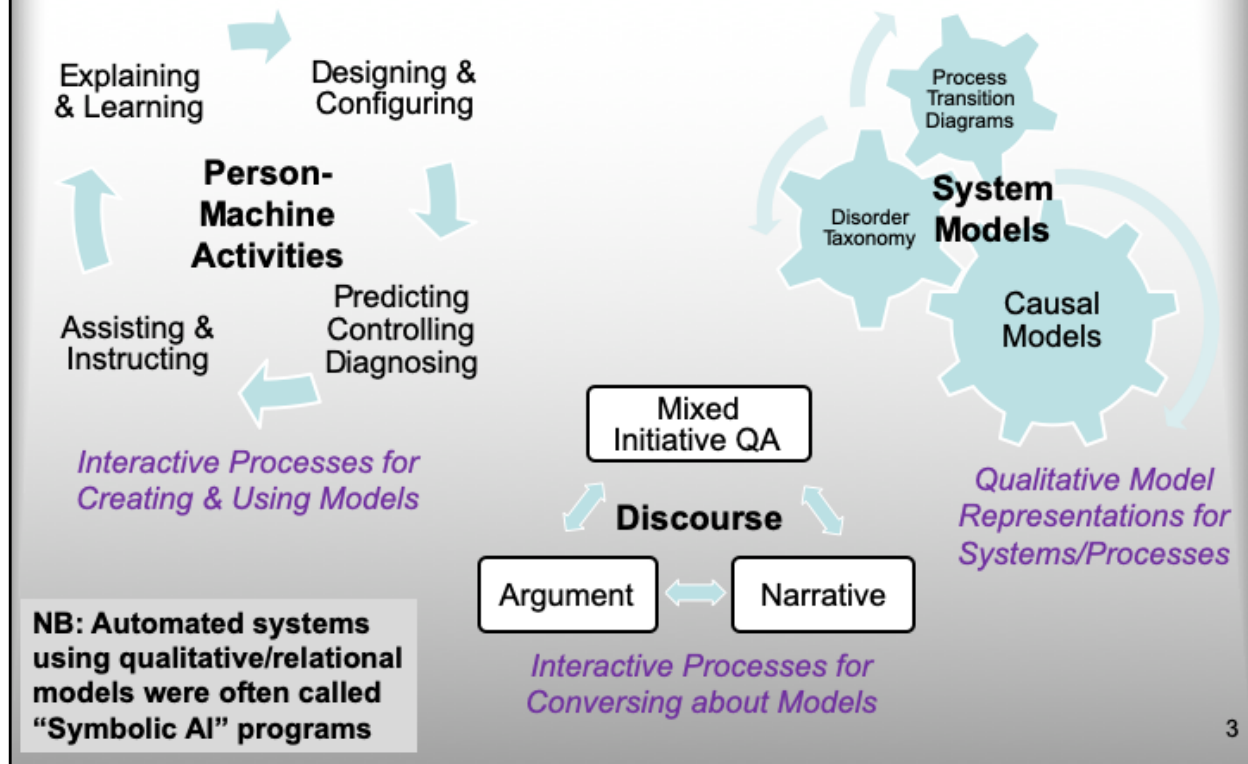 Explaining
& Learning
Designing &
Configuring
Person-
Machine
Activities
Assisting &
Instructing
Predicting
Controlling
Diagnosing
Interactive Processes for
Creating & Using Models
Process
Transition
Diagrams
Disorder
Taxonomy
System
Models
Causal
Models
Qualitative Model
Representations for
Systems/Processes
Mixed
Initiative QA
Discourse
Argument
Narrative
Interactive Processes for
Conversing about Models
NB: Automated systems
using qualitative/relational
models were often called
“Symbolic AI” programs
3